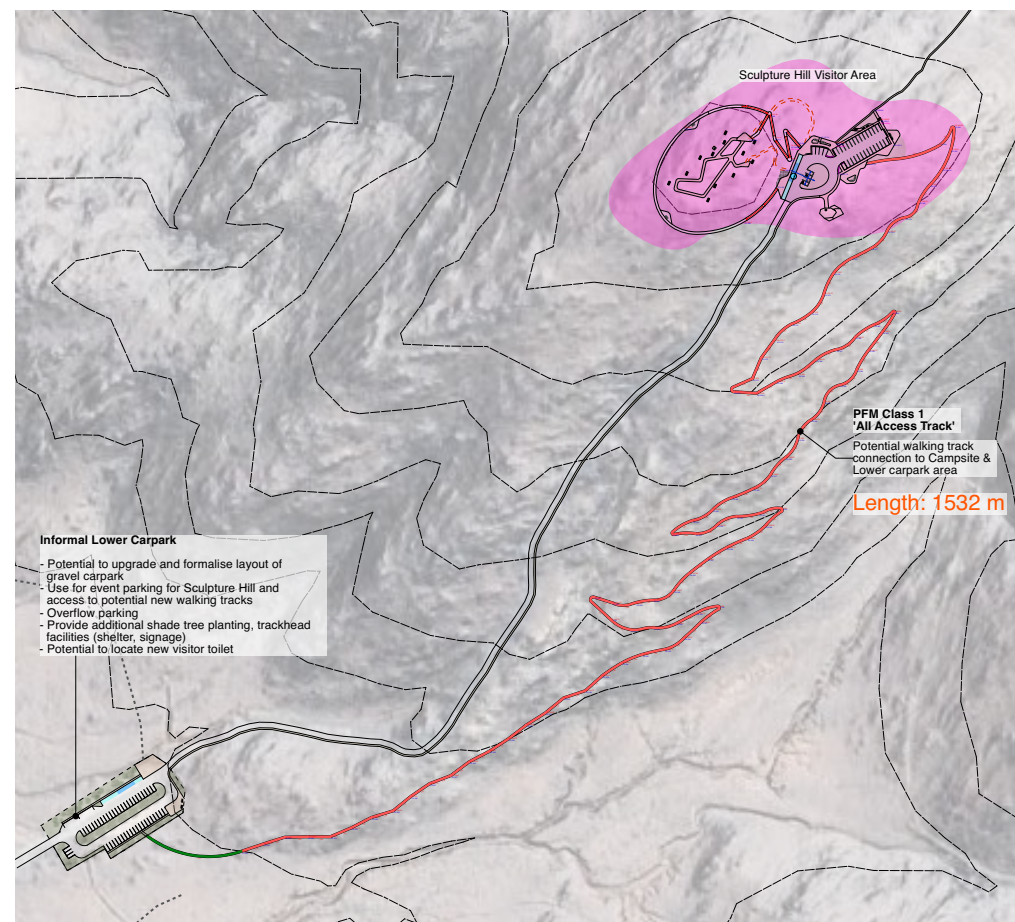 Sculpture Hill Visitor Area
PFM Class 1
'All Access Track'
Potential walking track
connection to Campsite &
Lower carpark area
Length: 1532 m
Informal Lower Carpark
- Potential to upgrade and formalise layout of
gravel carpark
- Use for event parking for Sculpture Hill and
access to potential new walking tracks
- Overflow parking
- Provide additional shade tree planting, trackhead
facilities (shelter, signage)
- Potential to locate new visitor toilet